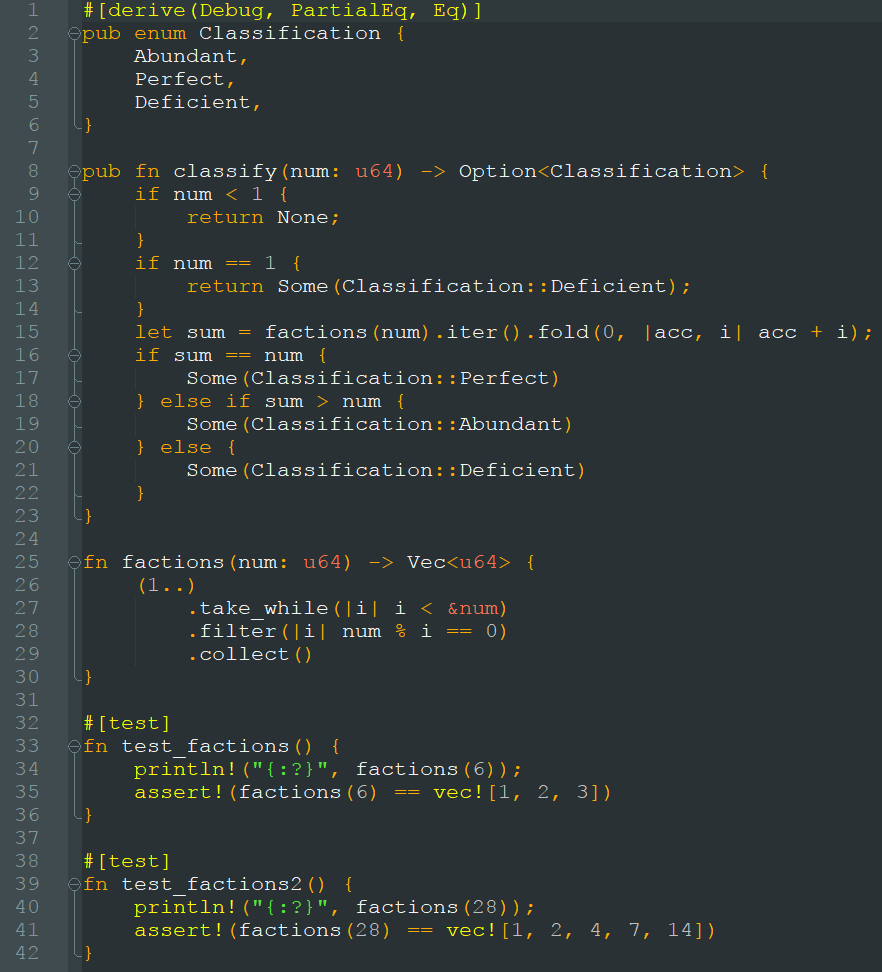 1 #[derive(Debug, PartialEq, Eq)]
2 pub enum Classification {
3     Abundant,
4     Perfect,
5     Deficient,
6 }
7
8 pub fn classify(num: u64) -> Option<Classification> {
9     if num < 1 {
10         return None;
11     }
12     if num == 1 {
13         return Some(Classification::Deficient);
14     }
15     let sum = factions(num).iter().fold(0, |acc, i| acc + i);
16     if sum == num {
17         Some(Classification::Perfect)
18     } else if sum > num {
19         Some(Classification::Abundant)
20     } else {
21         Some(Classification::Deficient)
22     }
23 }
24
25 fn factions(num: u64) -> Vec<u64> {
26     (1..)
27         .take_while(|i| i < &num)
28         .filter(|i| num % i == 0)
29         .collect()
30 }
31
32 #[test]
33 fn test_factions() {
34     println!("{:?}", factions(6));
35     assert!(factions(6) == vec![1, 2, 3])
36 }
37
38 #[test]
39 fn test_factions2() {
40     println!("{:?}", factions(28));
41     assert!(factions(28) == vec![1, 2, 4, 7, 14])
42 }